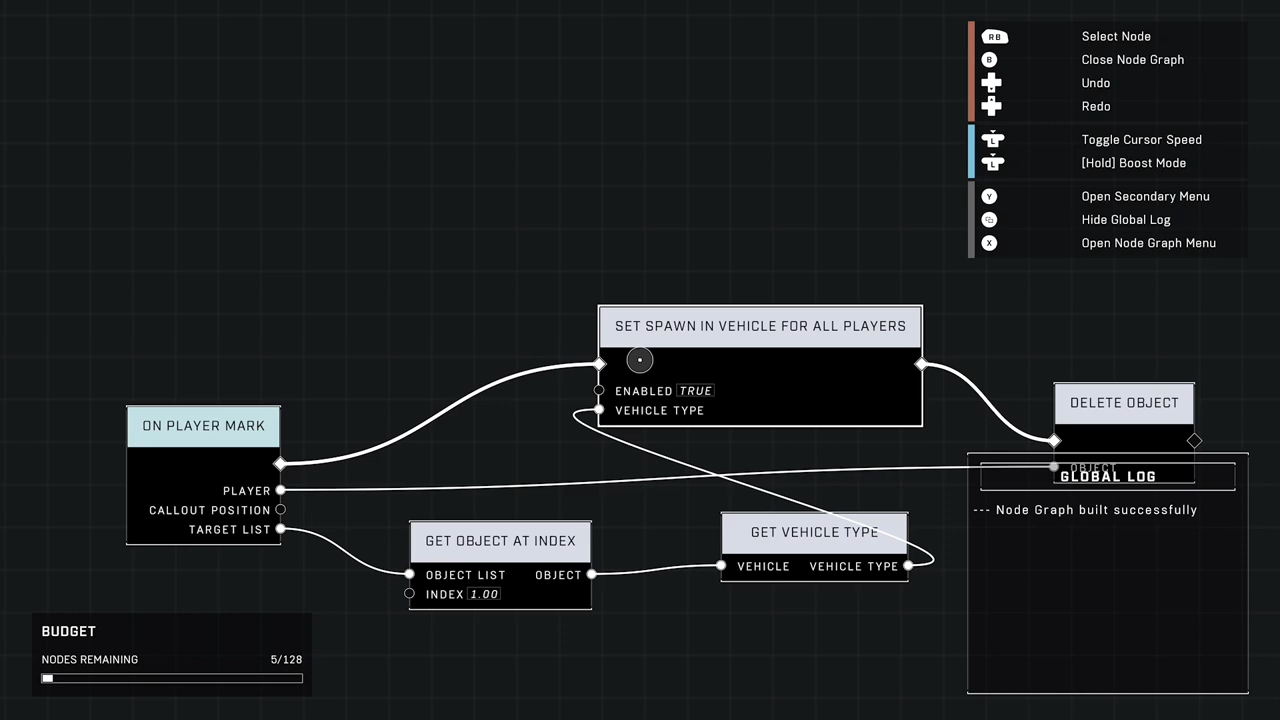 RB Select Node
B Close Node Graph
Undo
Redo
L Toggle Cursor Speed
L [Hold] Boost Mode
Y Open Secondary Menu
Hide Global Log
X Open Node Graph Menu
SET SPAWN IN VEHICLE FOR ALL PLAYERS
ENABLED TRUE
VEHICLE TYPE
DELETE OBJECT
OBJECT
ON PLAYER MARK
PLAYER
CALLOUT POSITION
TARGET LIST
GET OBJECT AT INDEX
OBJECT LIST OBJECT
INDEX 1.00
GET VEHICLE TYPE
VEHICLE VEHICLE TYPE
GLOBAL LOG
--- Node Graph built successfully
BUDGET
NODES REMAINING 5/128